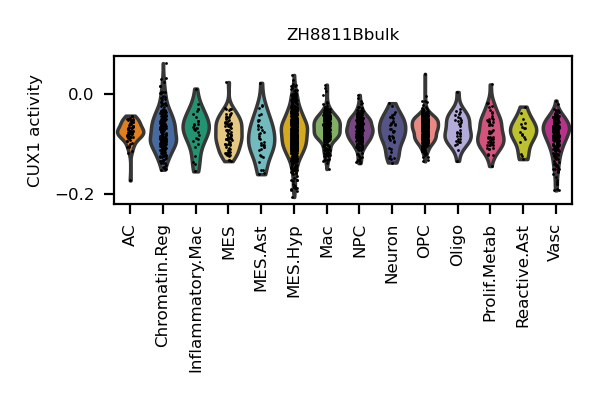 ZH8811Bbulk
CUX1 activity
0.0
−0.2
AC
Chromatin.Reg
Inflammatory.Mac
MES
MES.Ast
MES.Hyp
Mac
NPC
Neuron
OPC
Oligo
Prolif.Metab
Reactive.Ast
Vasc